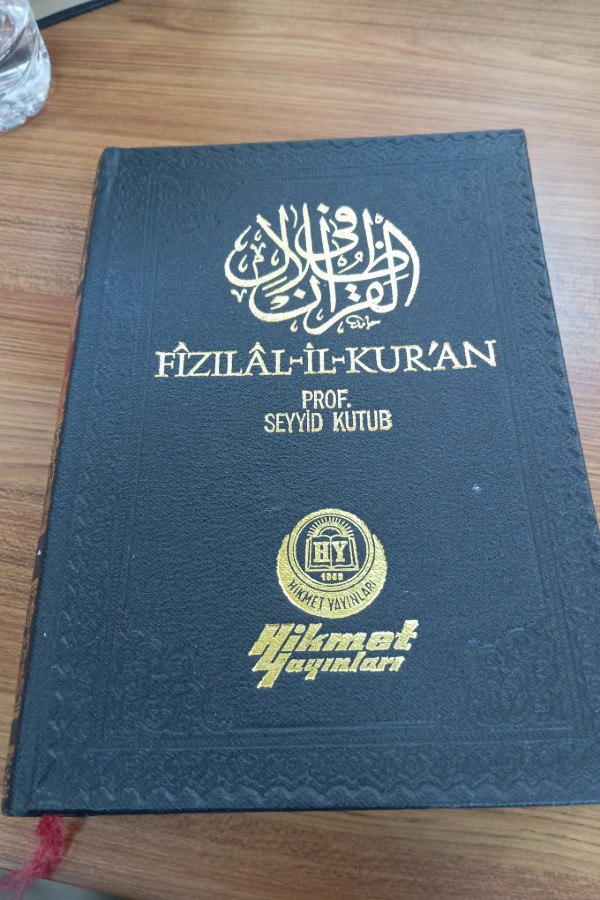 في ظلال القرآن
FÎZILÂL-İL-KUR'AN
PROF.
SEYYİD KUTUB
HY
HİKMET YAYINLARI
Hikmet
Yayınları